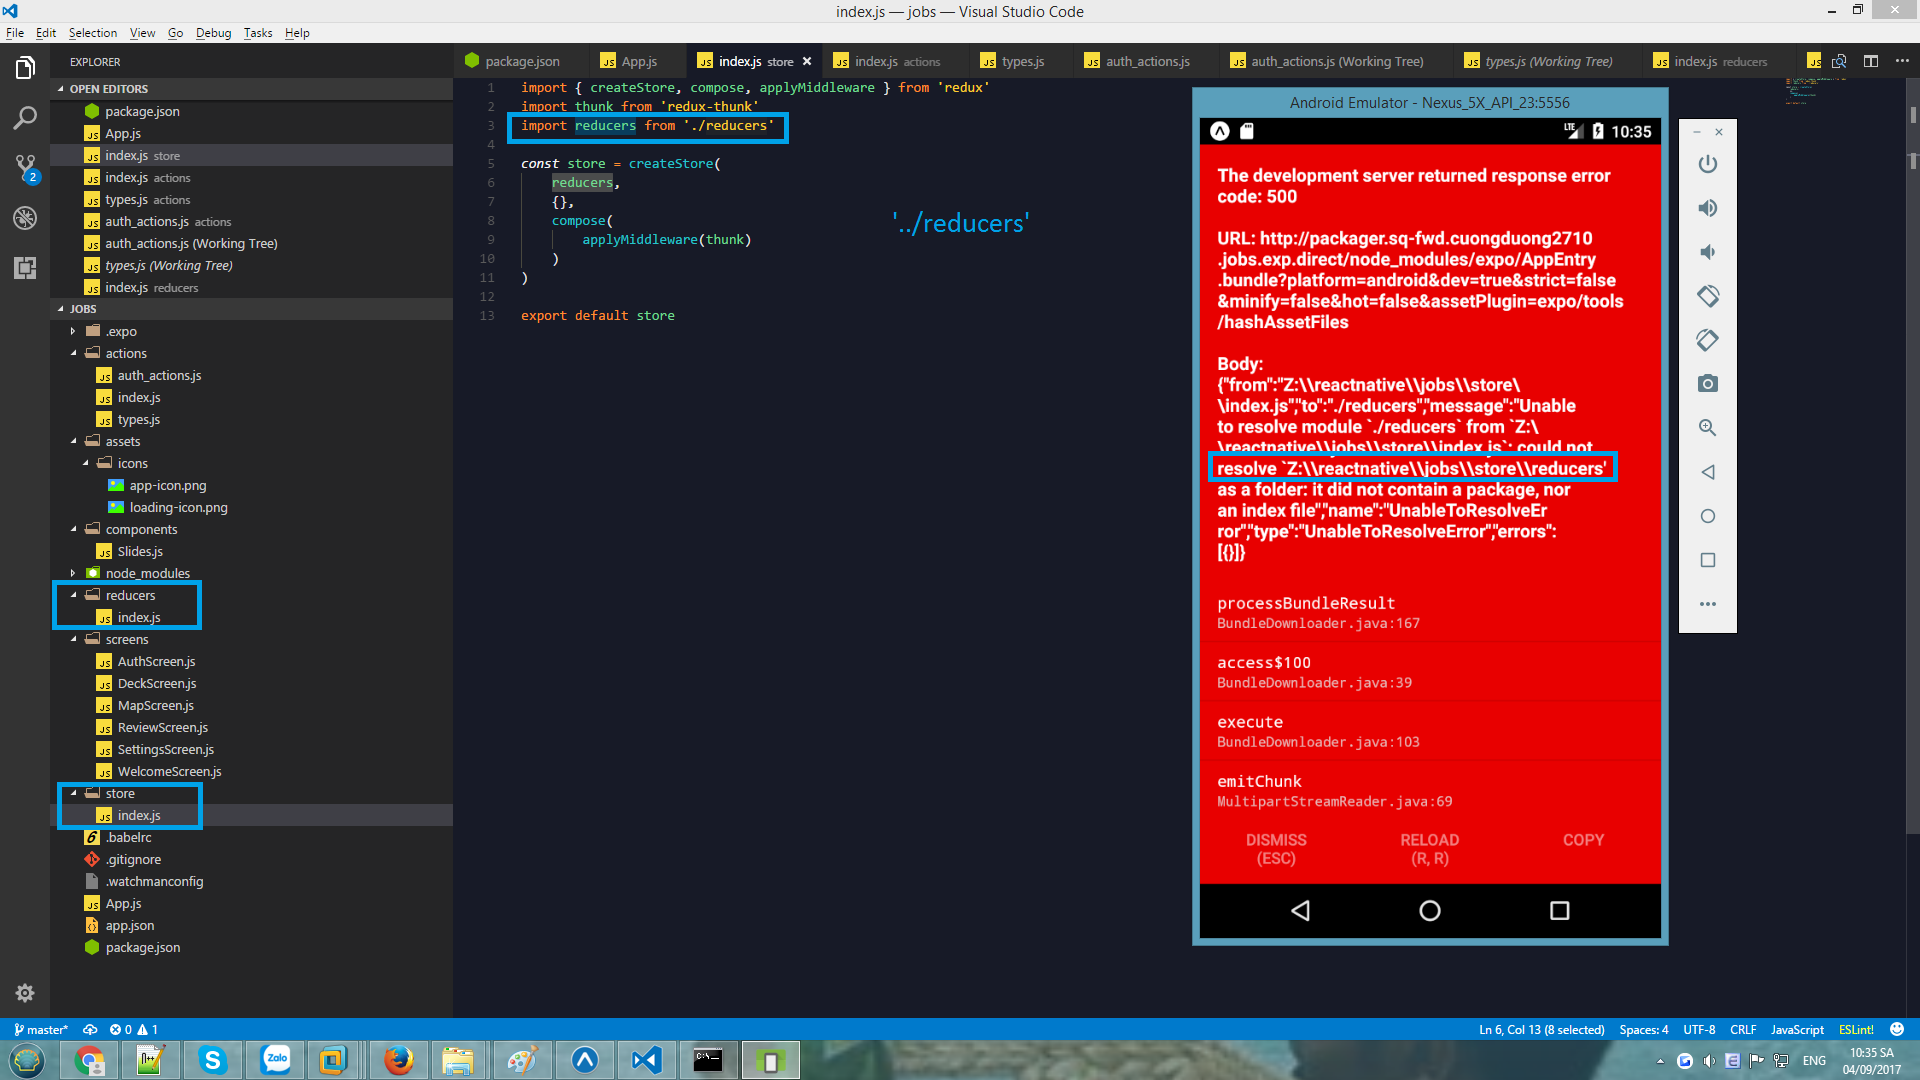 index.js — jobs — Visual Studio Code
File Edit Selection View Go Debug Tasks Help
EXPLORER
OPEN EDITORS
package.json
App.js
index.js store
index.js actions
types.js actions
auth_actions.js actions
auth_actions.js (Working Tree)
types.js (Working Tree)
index.js reducers
2
JOBS
.expo
actions
auth_actions.js
index.js
types.js
assets
icons
app-icon.png
loading-icon.png
components
Slides.js
node_modules
reducers
index.js
screens
AuthScreen.js
DeckScreen.js
MapScreen.js
ReviewScreen.js
SettingsScreen.js
WelcomeScreen.js
store
index.js
.babelrc
.gitignore
.watchmanconfig
App.js
app.json
package.json
package.json App.js index.js store index.js actions types.js auth_actions.js auth_actions.js (Working Tree) types.js (Working Tree) index.js reducers
1 import { createStore, compose, applyMiddleware } from 'redux'
2 import thunk from 'redux-thunk'
3 import reducers from './reducers'
4
5 const store = createStore(
6 reducers,
7 {},
8 compose(
9 applyMiddleware(thunk)
10 )
11 )
12
13 export default store
'../reducers'
Android Emulator - Nexus_5X_API_23:5556
LTE 10:35
The development server returned response error
code: 500
URL: http://packager.sq-fwd.cuongduong2710
.jobs.exp.direct/node_modules/expo/AppEntry
.bundle?platform=android&dev=true&strict=false
&minify=false&hot=false&assetPlugin=expo/tools
/hashAssetFiles
Body:
{"from":"Z:\\reactnative\\jobs\\store\
\index.js","to":"./reducers","message":"Unable
to resolve module `./reducers` from `Z:\
\reactnative\\jobs\\store\\index.js`: could not
resolve `Z:\\reactnative\\jobs\\store\\reducers'
as a folder: it did not contain a package, nor
an index file","name":"UnableToResolveEr
ror","type":"UnableToResolveError","errors":
[{}]}
processBundleResult
BundleDownloader.java:167
access$100
BundleDownloader.java:39
execute
BundleDownloader.java:103
emitChunk
MultipartStreamReader.java:69
DISMISS RELOAD COPY
(ESC) (R, R)
master* 0 1 Ln 6, Col 13 (8 selected) Spaces: 4 UTF-8 CRLF JavaScript ESLint!
Zalo
ENG 10:35 SA
04/09/2017